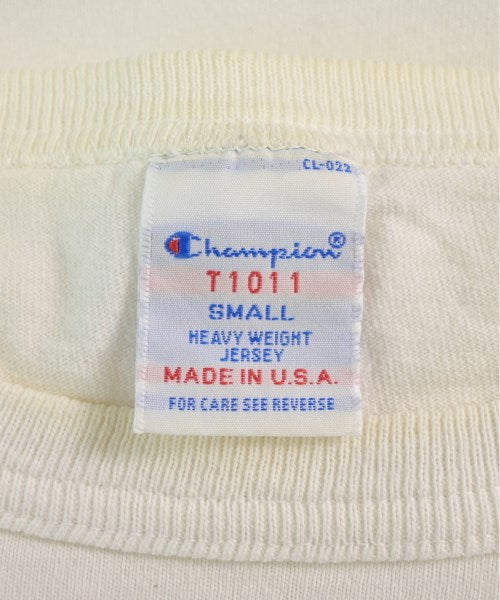 CL-022
Champion®
T1011
SMALL
HEAVY WEIGHT
JERSEY
MADE IN U.S.A.
FOR CARE SEE REVERSE